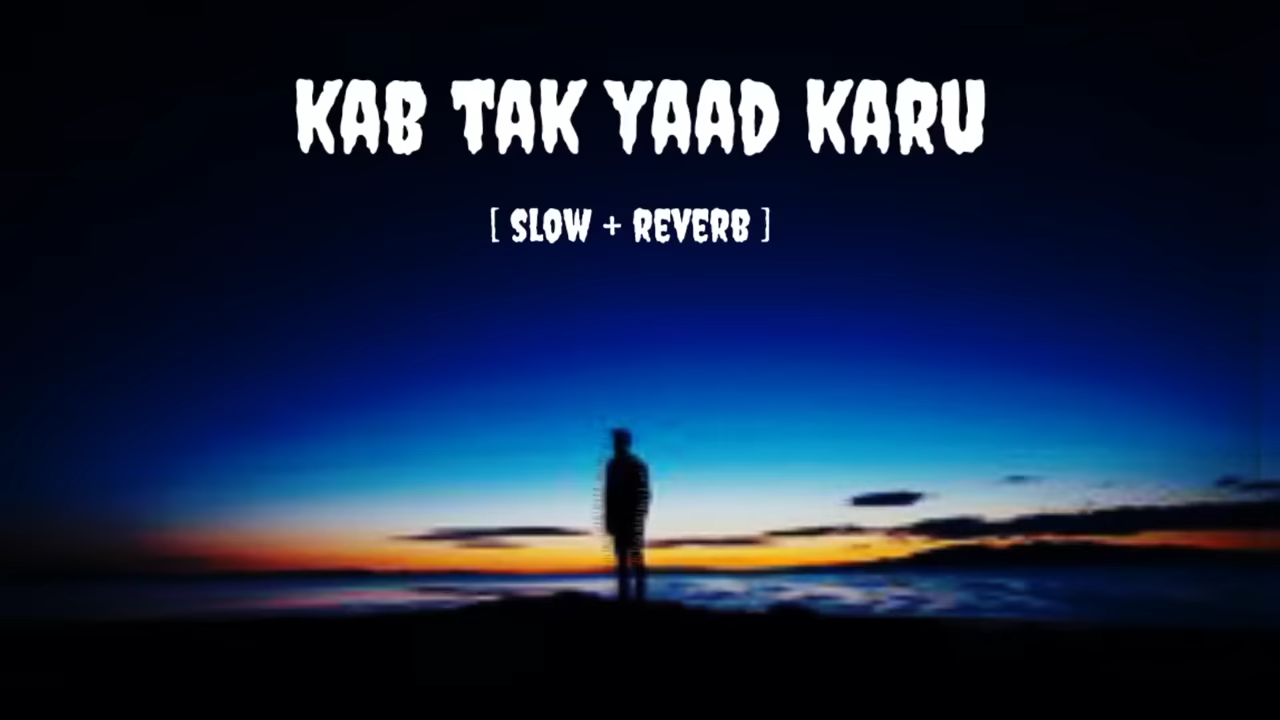 KAB TAK YAAD KARU
[ SLOW + REVERB ]